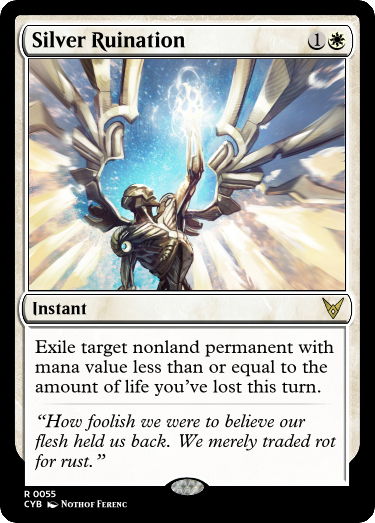 Silver Ruination 1
Instant
Exile target nonland permanent with
mana value less than or equal to the
amount of life you’ve lost this turn.
“How foolish we were to believe our
flesh held us back. We merely traded rot
for rust.”
R 0055
CYB Nothof Ferenc